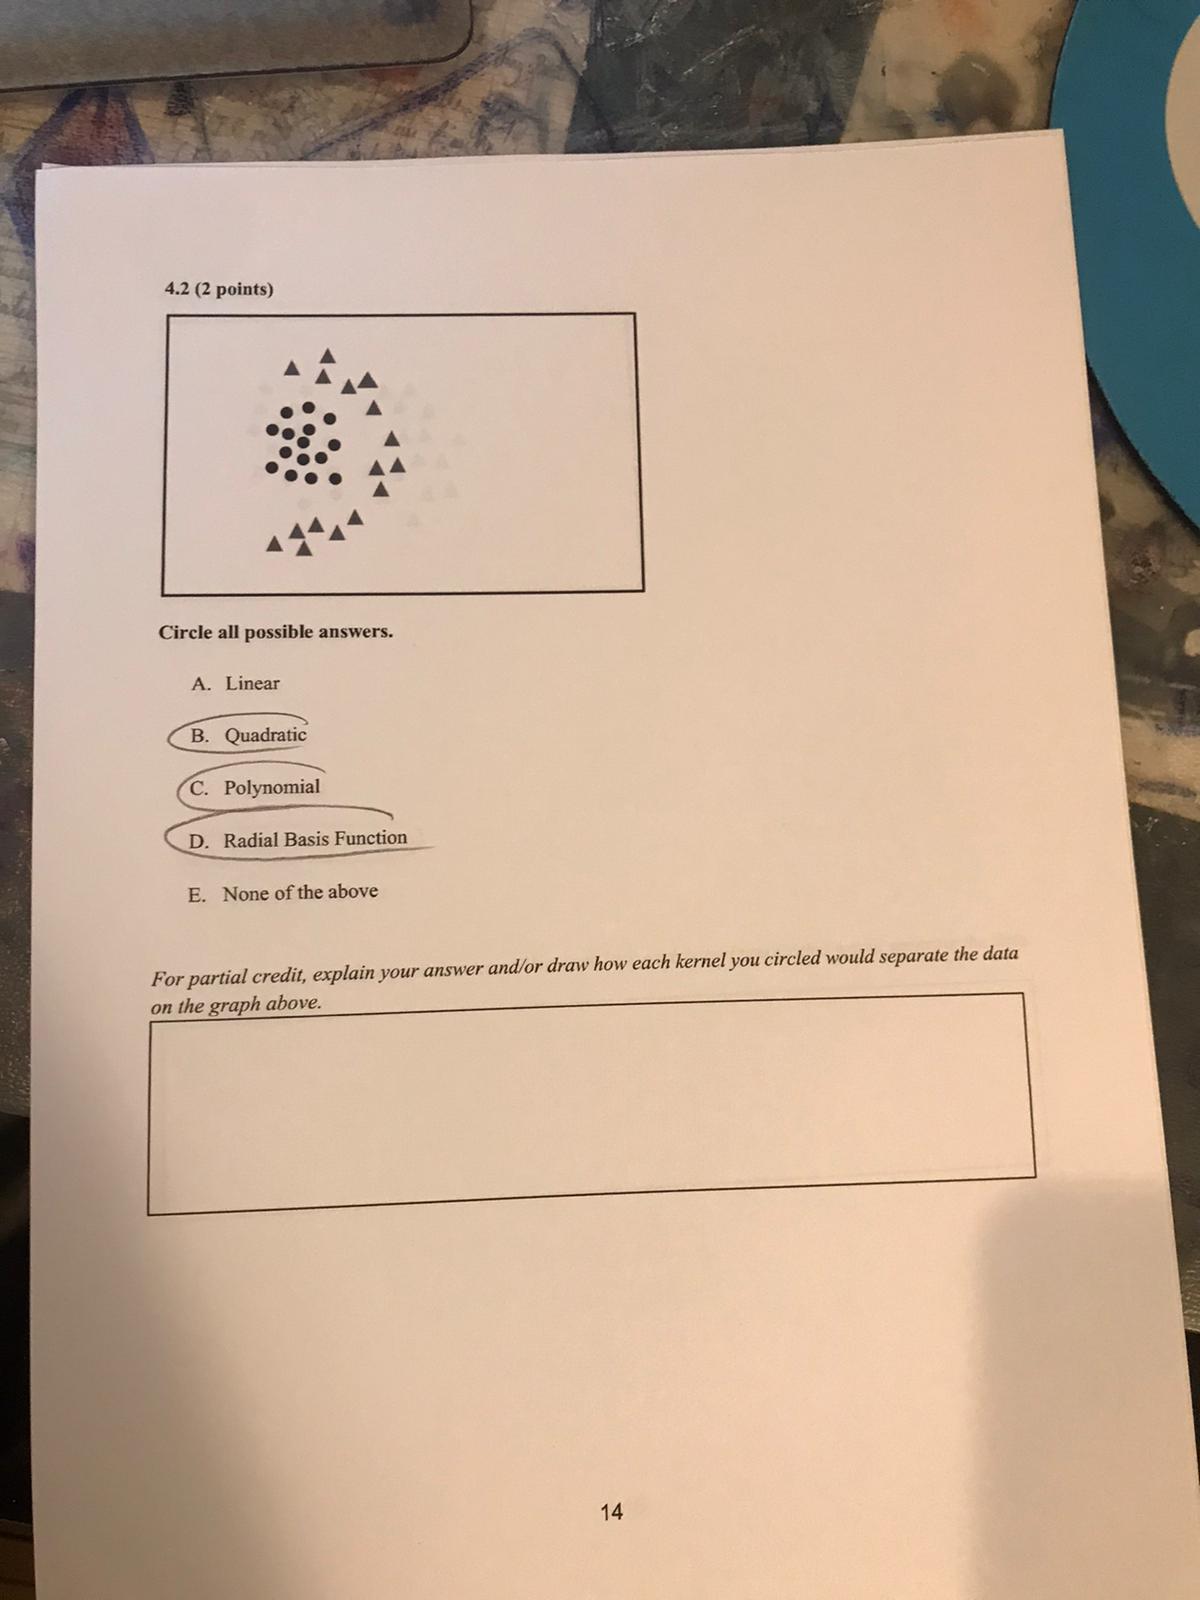 4.2 (2 points)
Circle all possible answers.
A. Linear
B. Quadratic
C. Polynomial
D. Radial Basis Function
E. None of the above
For partial credit, explain your answer and/or draw how each kernel you circled would separate the data
on the graph above.
14